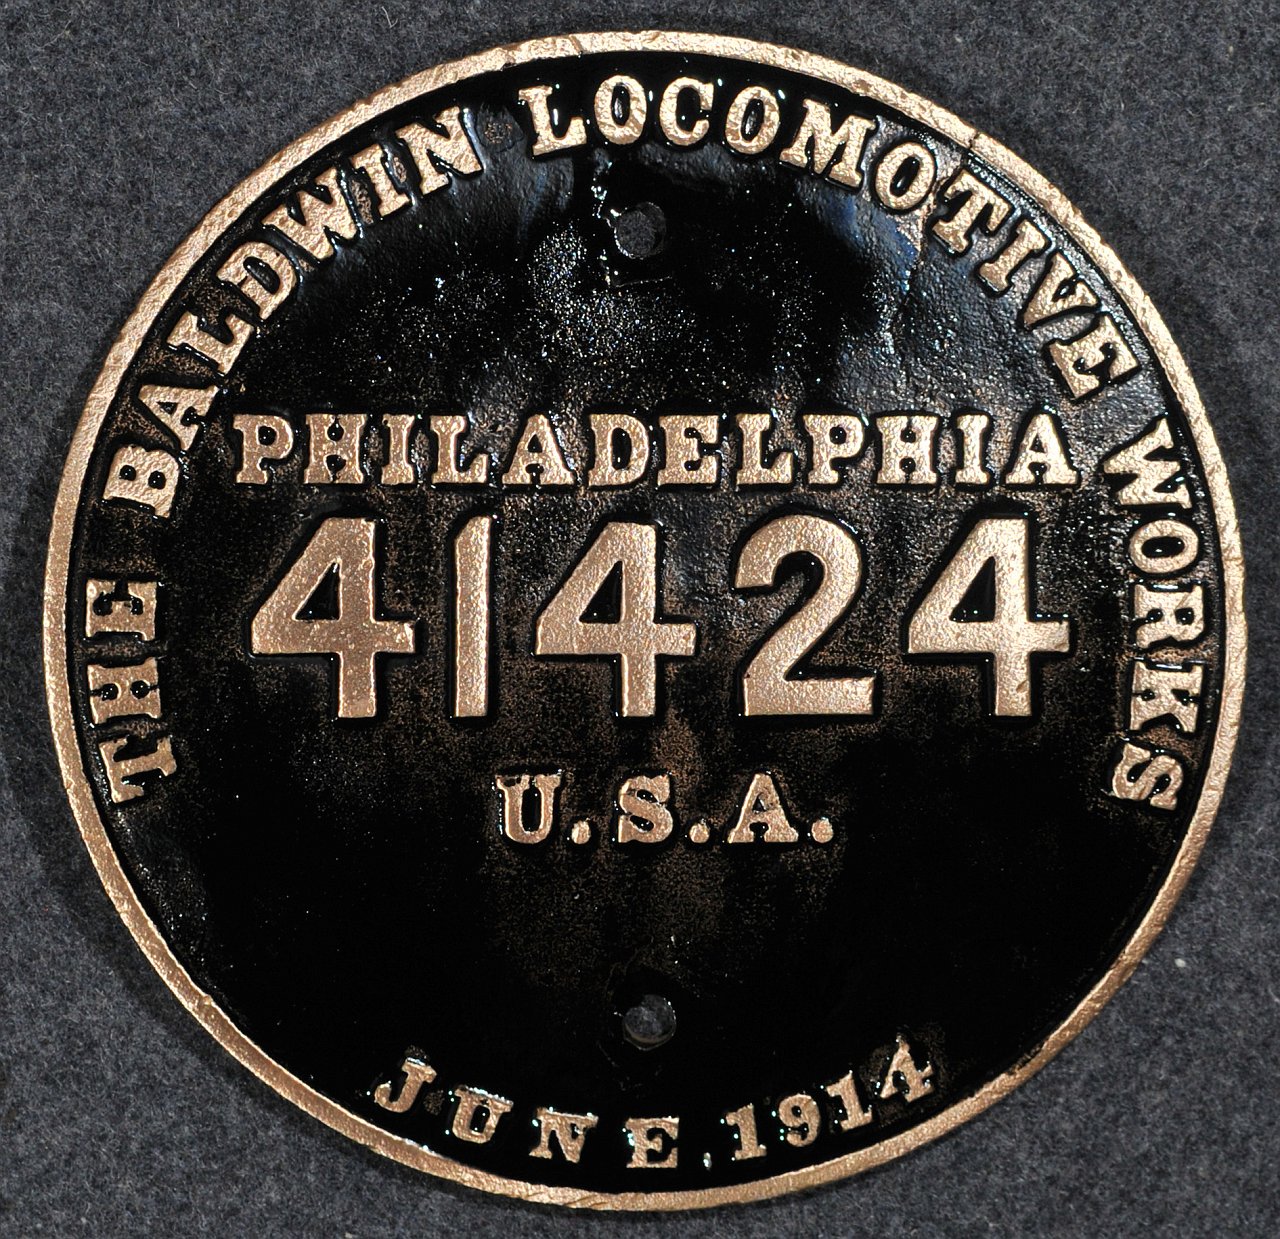 THE BALDWIN LOCOMOTIVE WORKS
PHILADELPHIA
41424
U.S.A.
JUNE, 1914